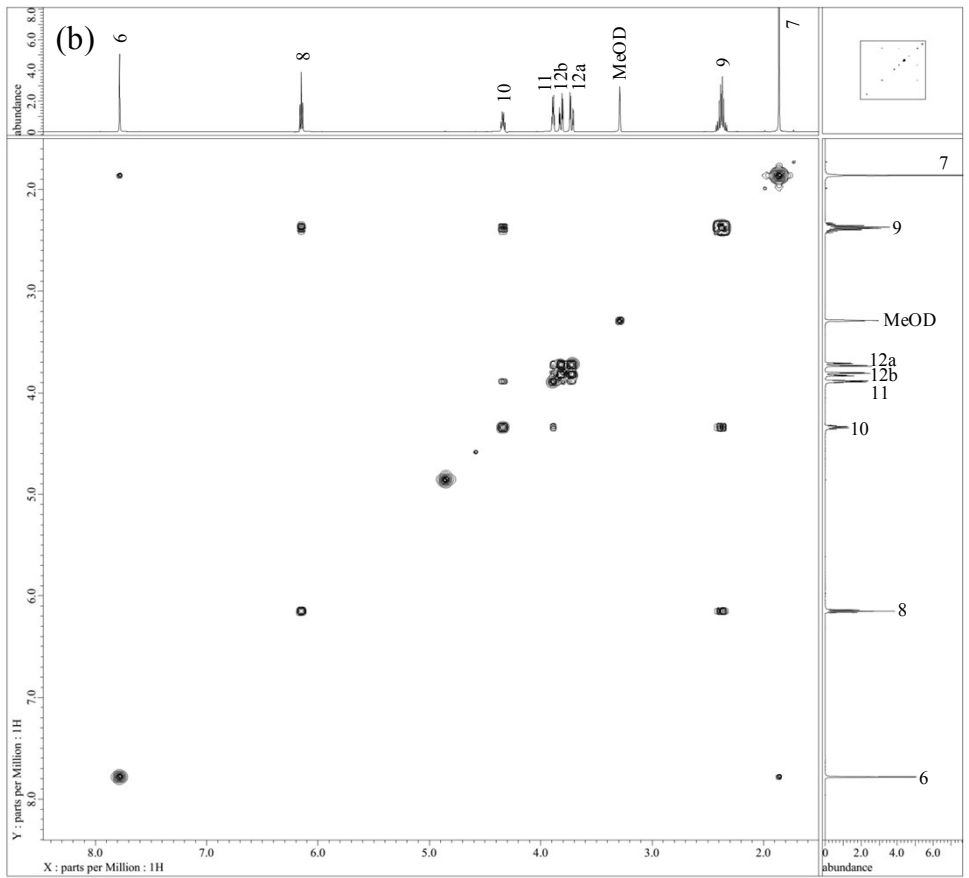 (b)
abundance
0 2.0 4.0 6.0 8.0
6
8
10
11
12b
12a
MeOD
9
7
Y : parts per Million : 1H
2.0
3.0
4.0
5.0
6.0
7.0
8.0
8.0 7.0 6.0 5.0 4.0 3.0 2.0
X : parts per Million : 1H
7
9
MeOD
12a
12b
11
10
8
6
0 2.0 4.0 6.0
abundance